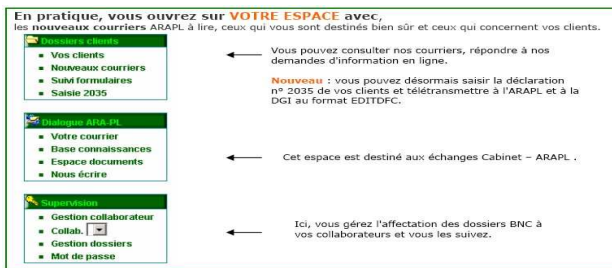 En pratique, vous ouvrez sur VOTRE ESPACE avec,
les nouveaux courriers ARAPL à lire, ceux qui vous sont destinés bien sûr et ceux qui concernent vos clients.
Dossiers clients
Vos clients
Nouveaux courriers
Suivi formulaires
Saisie 2035
Vous pouvez consulter nos courriers, répondre à nos
demandes d'information en ligne.
Nouveau : vous pouvez désormais saisir la déclaration
n° 2035 de vos clients et télétransmettre à l'ARAPL et à la
DGI au format EDITDFC.
Dialogue ARA-PL
Votre courrier
Base connaissances
Espace documents
Nous écrire
Cet espace est destiné aux échanges Cabinet – ARAPL .
Supervision
Gestion collaborateur
Collab.
Gestion dossiers
Mot de passe
Ici, vous gérez l'affectation des dossiers BNC à
vos collaborateurs et vous les suivez.